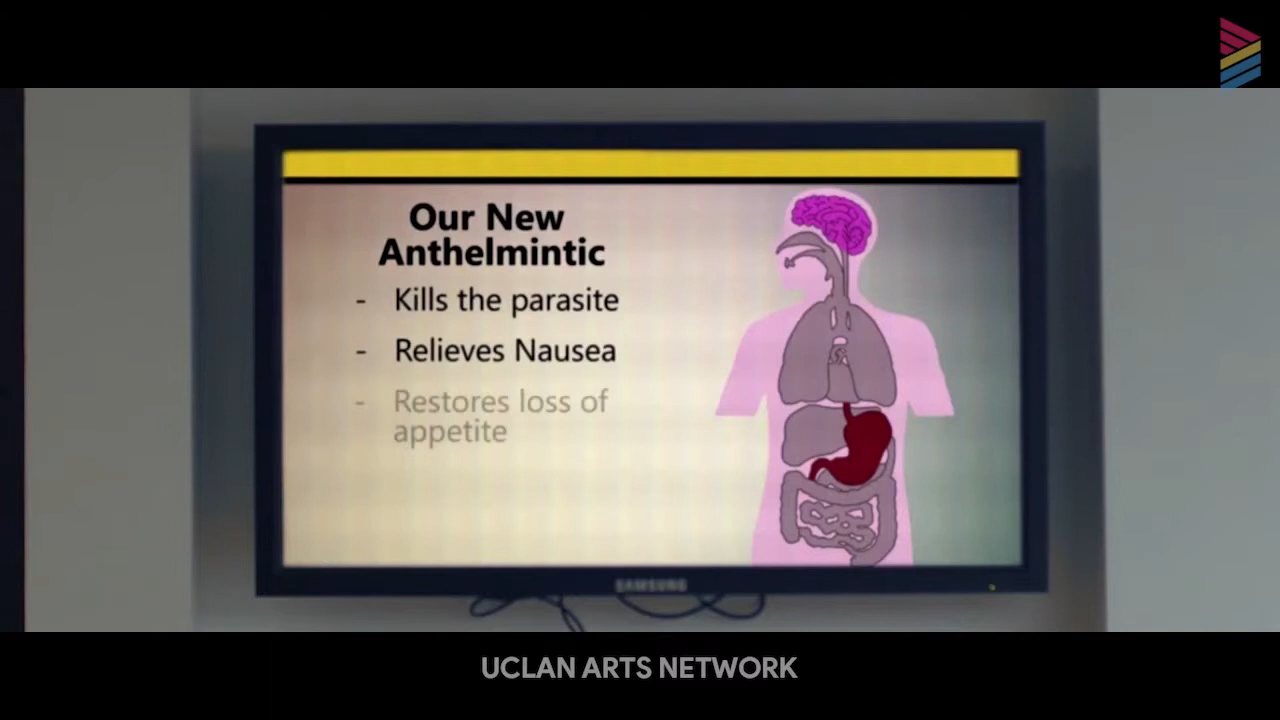 Our New
Anthelmintic
- Kills the parasite
- Relieves Nausea
- Restores loss of
appetite
SAMSUNG
UCLAN ARTS NETWORK